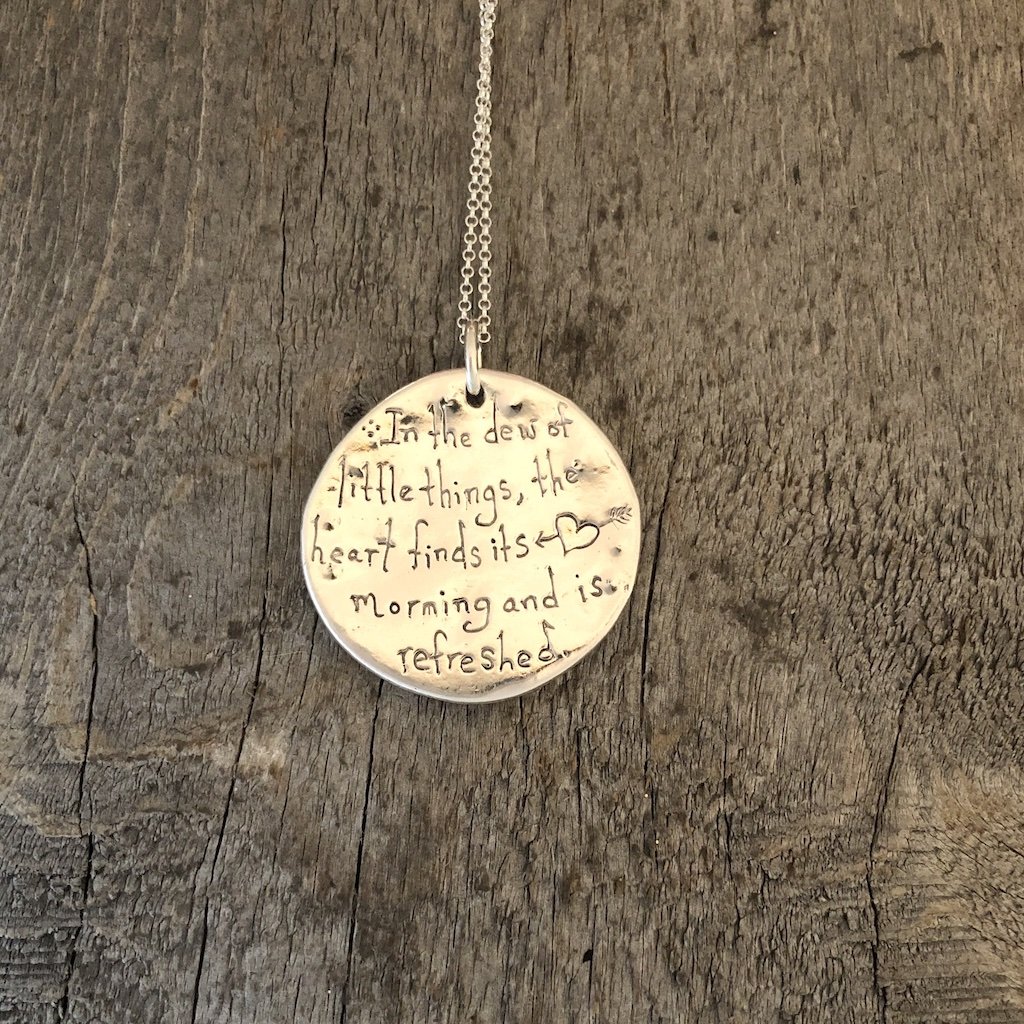 In the dew of
little things, the
heart finds its
morning and is
refreshed.